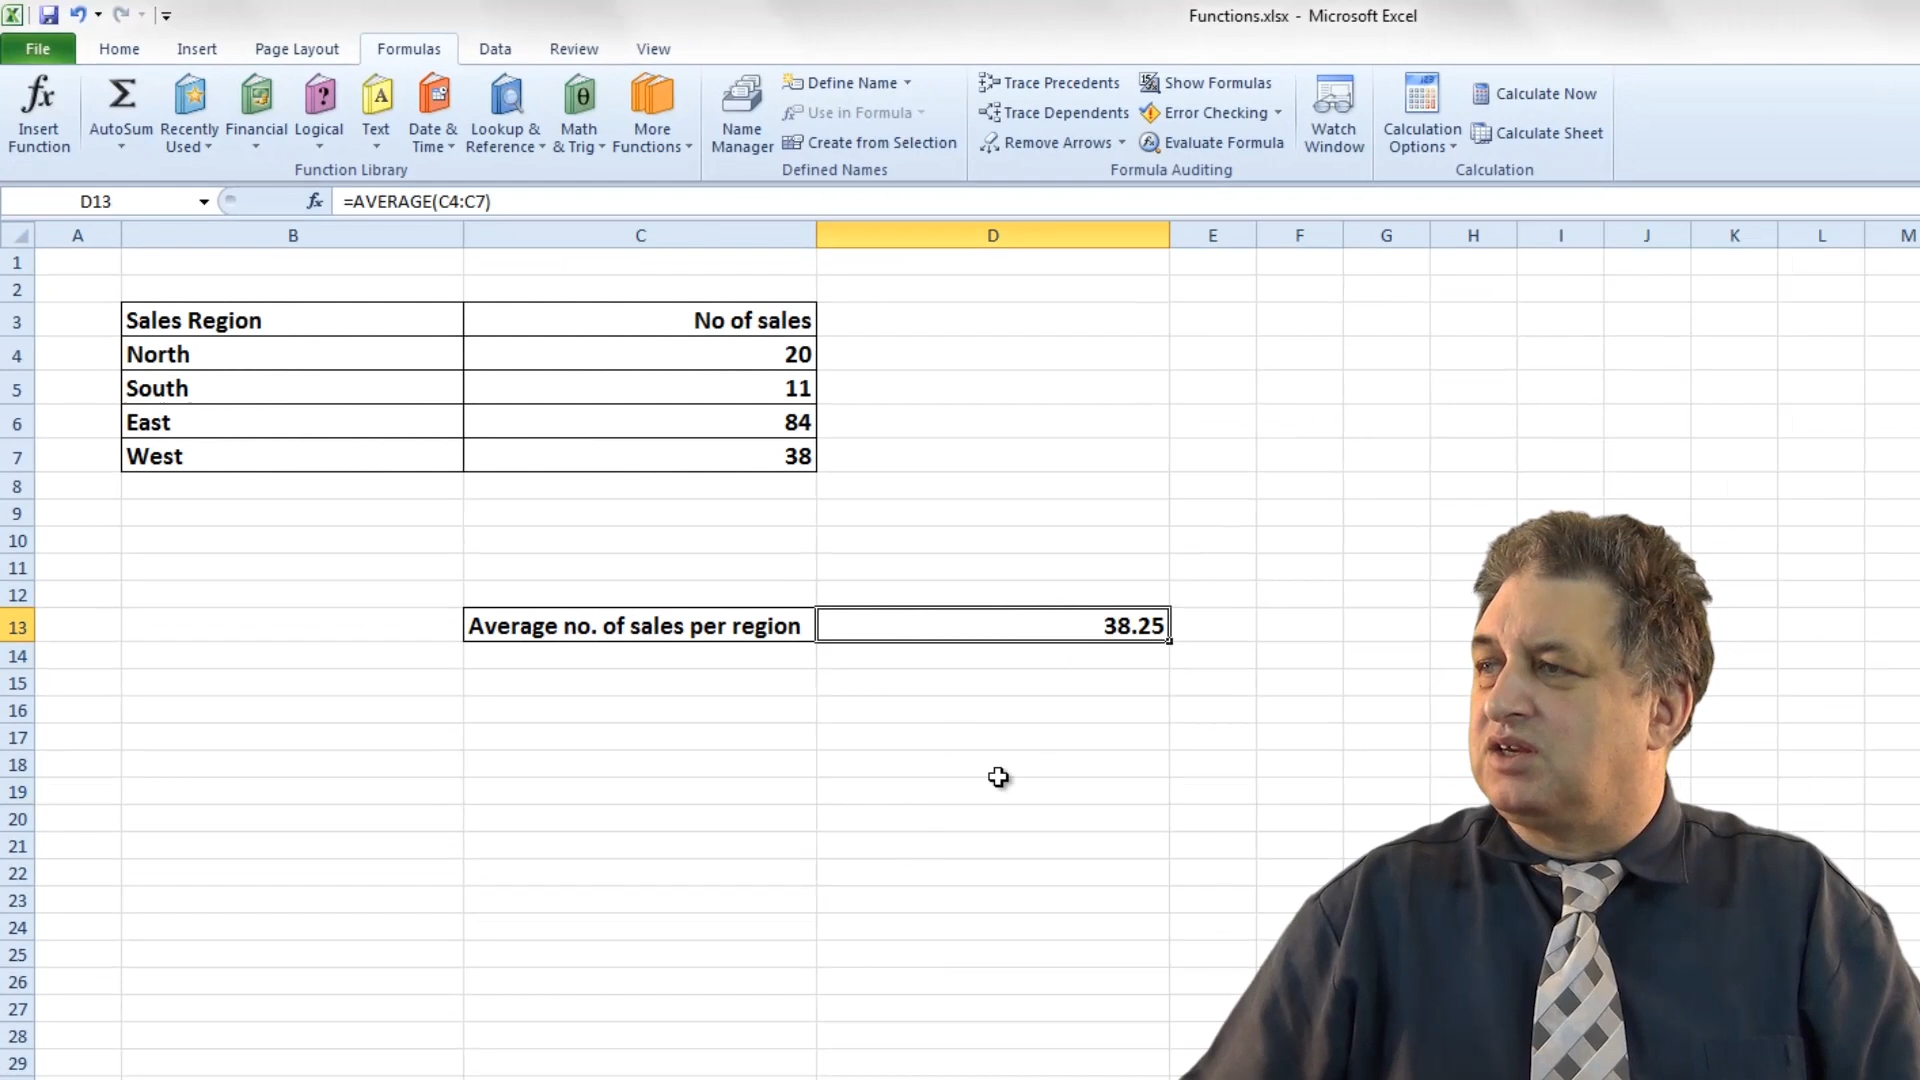 Functions.xlsx - Microsoft Excel
File Home Insert Page Layout Formulas Data Review View
Insert Function
AutoSum
Recently Used
Financial
Logical
Text
Date & Time
Lookup & Reference
Math & Trig
More Functions
Function Library
Name Manager
Define Name
Use in Formula
Create from Selection
Defined Names
Trace Precedents
Trace Dependents
Remove Arrows
Show Formulas
Error Checking
Evaluate Formula
Formula Auditing
Watch Window
Calculation Options
Calculate Now
Calculate Sheet
Calculation
D13 fx =AVERAGE(C4:C7)
A B C D E F G H I J K L M
1
2
3 Sales Region No of sales
4 North 20
5 South 11
6 East 84
7 West 38
8
9
10
11
12
13 Average no. of sales per region 38.25
14
15
16
17
18
19
20
21
22
23
24
25
26
27
28
29